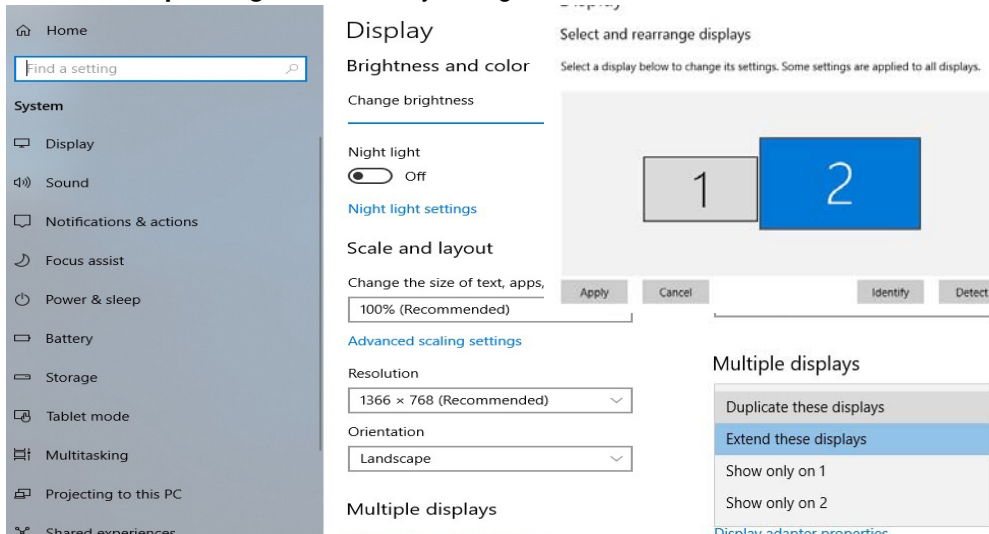 Home
Find a setting
System
Display
Sound
Notifications & actions
Focus assist
Power & sleep
Battery
Storage
Tablet mode
Multitasking
Projecting to this PC
Shared experiences
Display
Brightness and color
Change brightness
Night light
Off
Night light settings
Scale and layout
Change the size of text, apps,
100% (Recommended)
Advanced scaling settings
Resolution
1366 × 768 (Recommended)
Orientation
Landscape
Multiple displays
Select and rearrange displays
Select a display below to change its settings. Some settings are applied to all displays.
1
2
Apply Cancel Identify Detect
Multiple displays
Duplicate these displays
Extend these displays
Show only on 1
Show only on 2
Display adapter properties